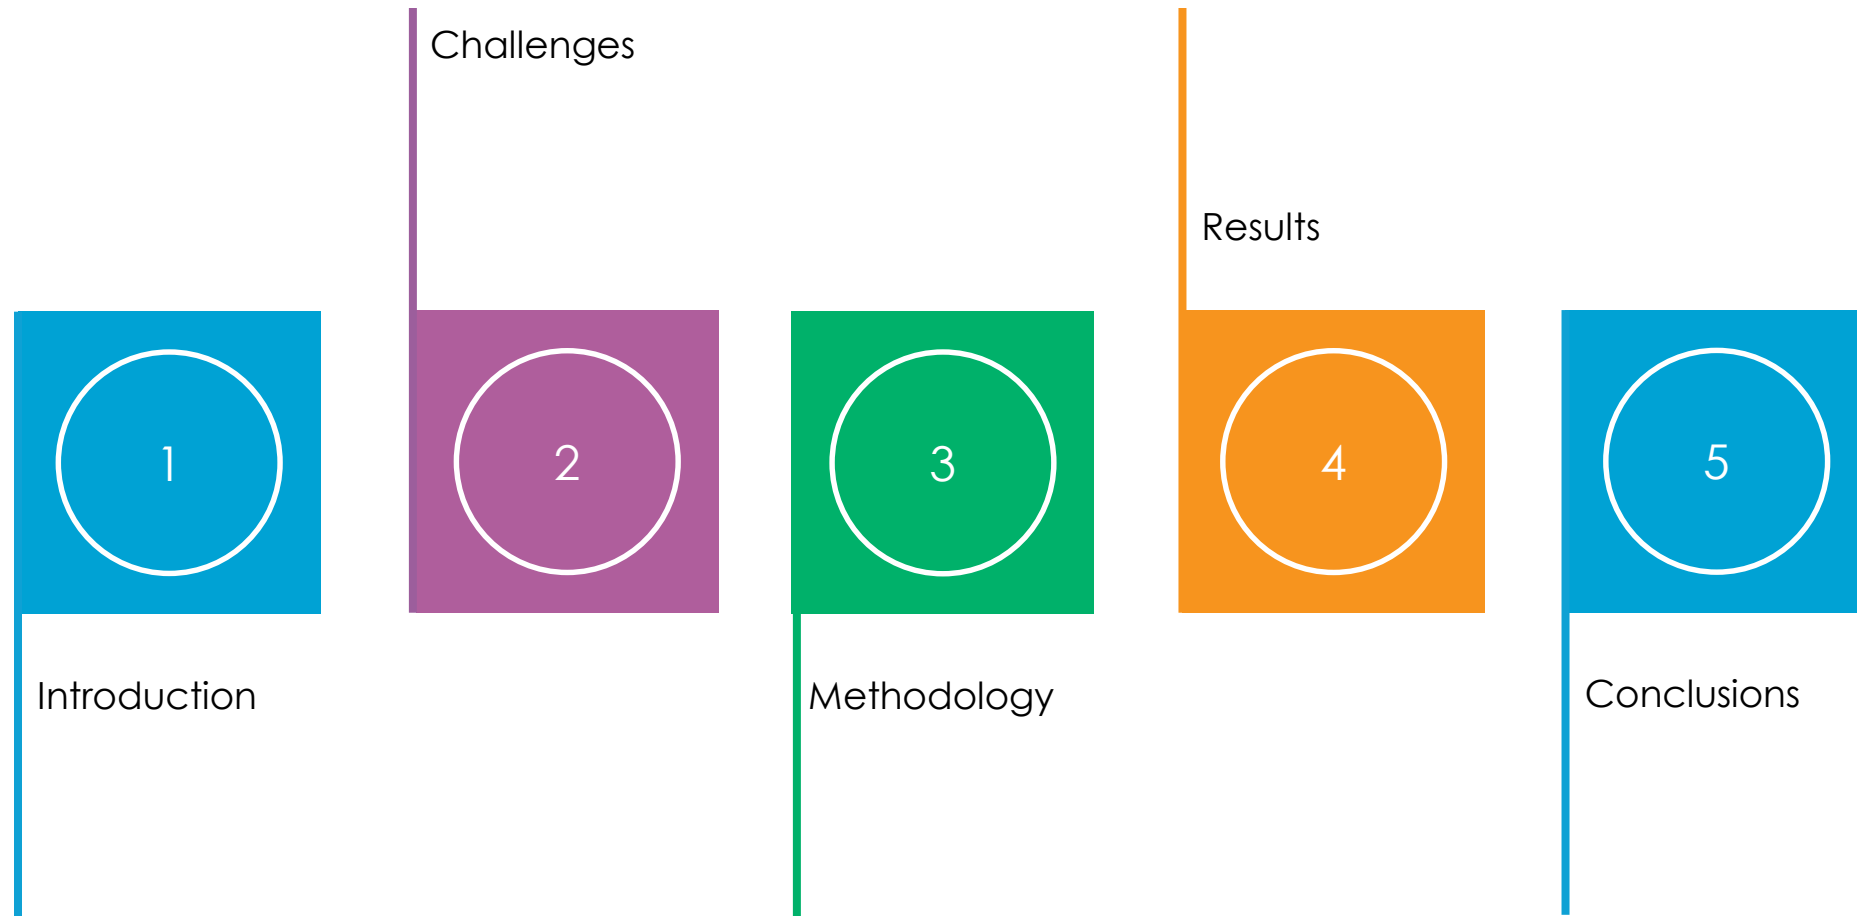 1
Introduction
2
Challenges
3
Methodology
4
Results
5
Conclusions